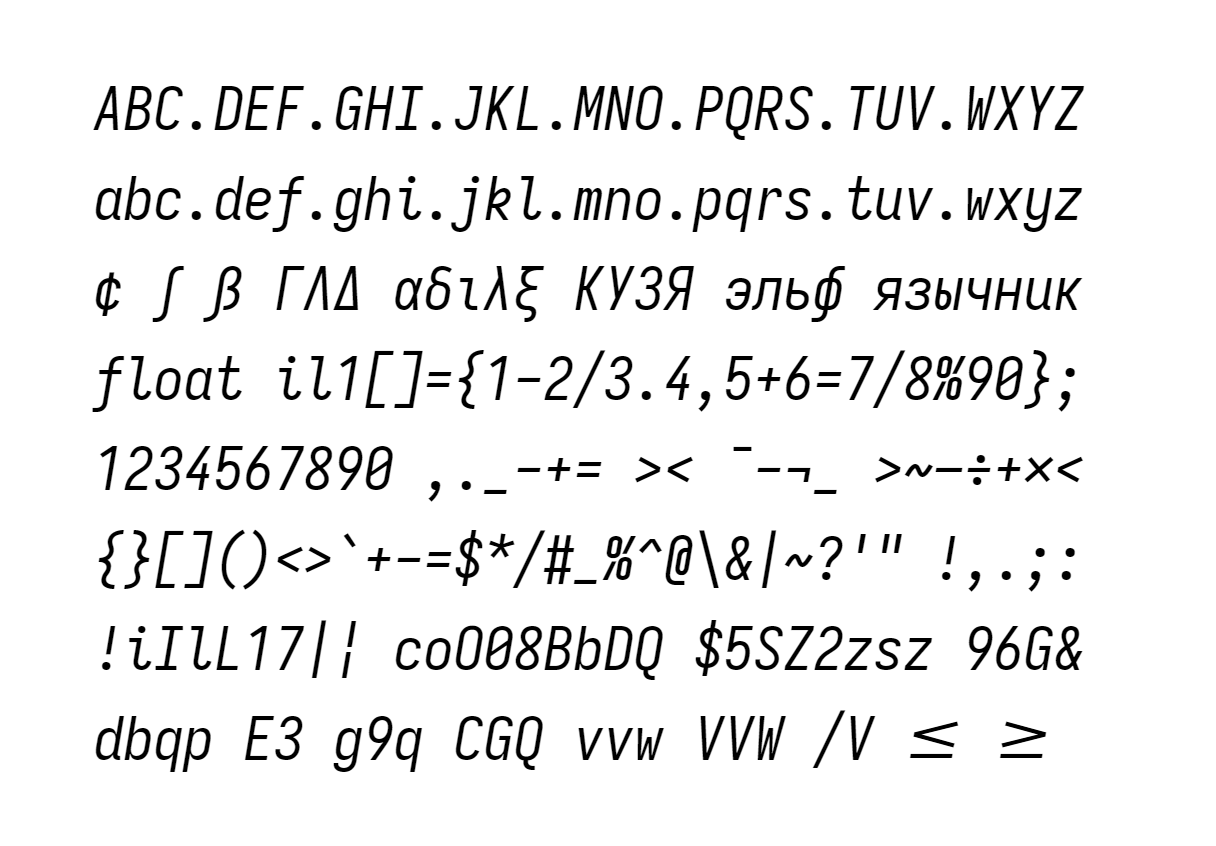 ABC.DEF.GHI.JKL.MNO.PQRS.TUV.WXYZ
abc.def.ghi.jkl.mno.pqrs.tuv.wxyz
¢ ʃ β ΓΛΔ αδιλξ КУЗЯ эльф язычник
float il1[]={1-2/3.4,5+6=7/8%90};
1234567890 ,._-+= >< ¯-¬_ >~–÷+×<
{}[]()<>`+-=$*/#_%^@\&|~?'" !,.;:
!iIlL17|¦ coO08BbDQ $5SZ2zsz 96G&
dbqp E3 g9q CGQ vvw VVW /V ≤ ≥